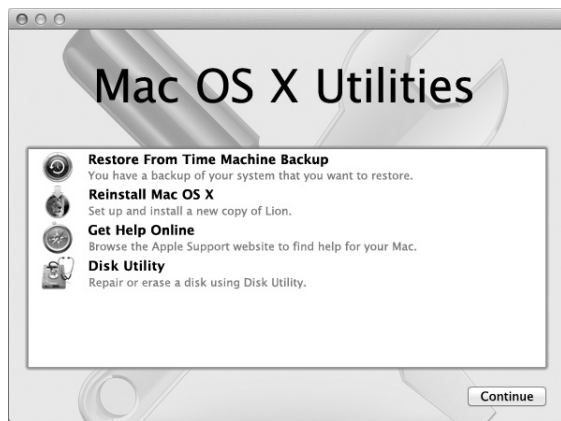 Mac OS X Utilities
Restore From Time Machine Backup
You have a backup of your system that you want to restore.
Reinstall Mac OS X
Set up and install a new copy of Lion.
Get Help Online
Browse the Apple Support website to find help for your Mac.
Disk Utility
Repair or erase a disk using Disk Utility.
Continue